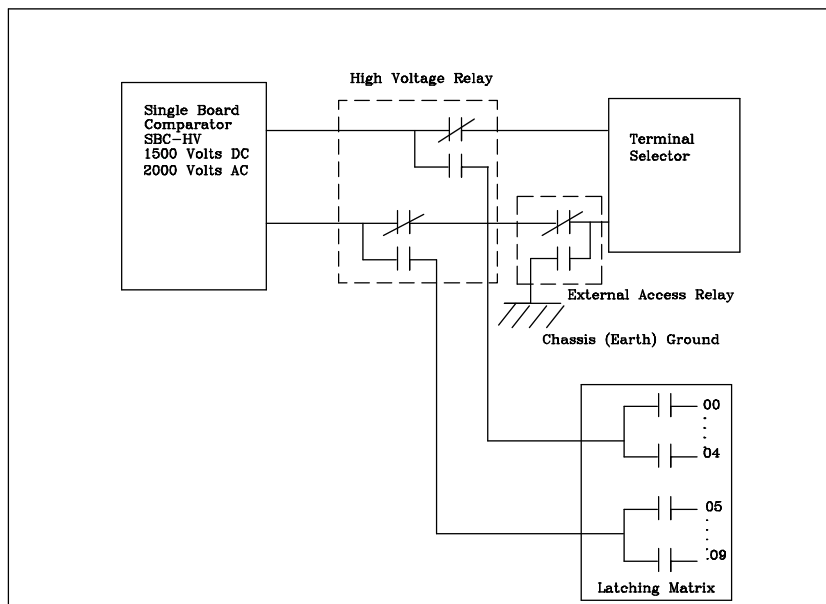 High Voltage Relay
Single Board
Comparator
SBC-HV
1500 Volts DC
2000 Volts AC
Terminal
Selector
External Access Relay
Chassis (Earth) Ground
00
04
05
09
Latching Matrix